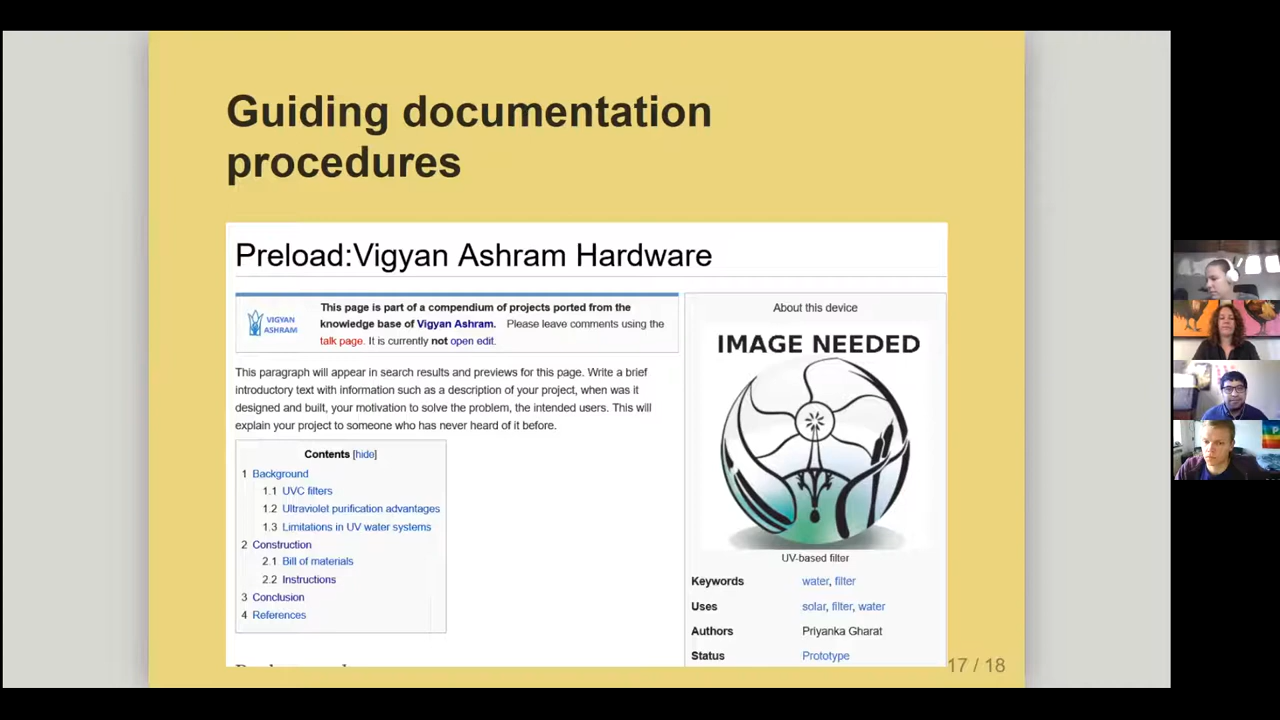 Guiding documentation
procedures
Preload:Vigyan Ashram Hardware
VIGYAN
ASHRAM
This page is part of a compendium of projects ported from the
knowledge base of Vigyan Ashram. Please leave comments using the
talk page. It is currently not open edit.
This paragraph will appear in search results and previews for this page. Write a brief
introductory text with information such as a description of your project, when was it
designed and built, your motivation to solve the problem, the intended users. This will
explain your project to someone who has never heard of it before.
Contents [hide]
1 Background
1.1 UVC filters
1.2 Ultraviolet purification advantages
1.3 Limitations in UV water systems
2 Construction
2.1 Bill of materials
2.2 Instructions
3 Conclusion
4 References
About this device
IMAGE NEEDED
UV-based filter
Keywords water, filter
Uses solar, filter, water
Authors Priyanka Gharat
Status Prototype
17 / 18